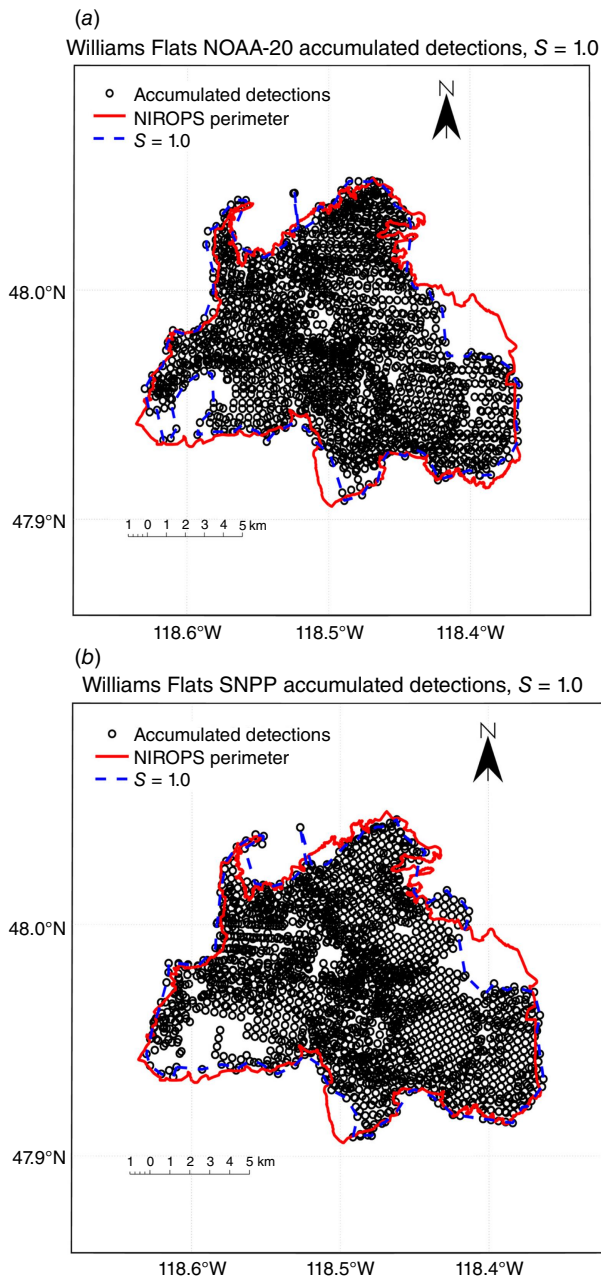 (a)
Williams Flats NOAA-20 accumulated detections, S = 1.0
Accumulated detections
NIROPS perimeter
S = 1.0
N
48.0°N
47.9°N
1 0 1 2 3 4 5 km
118.6°W 118.5°W 118.4°W
(b)
Williams Flats SNPP accumulated detections, S = 1.0
Accumulated detections
NIROPS perimeter
S = 1.0
N
48.0°N
47.9°N
1 0 1 2 3 4 5 km
118.6°W 118.5°W 118.4°W